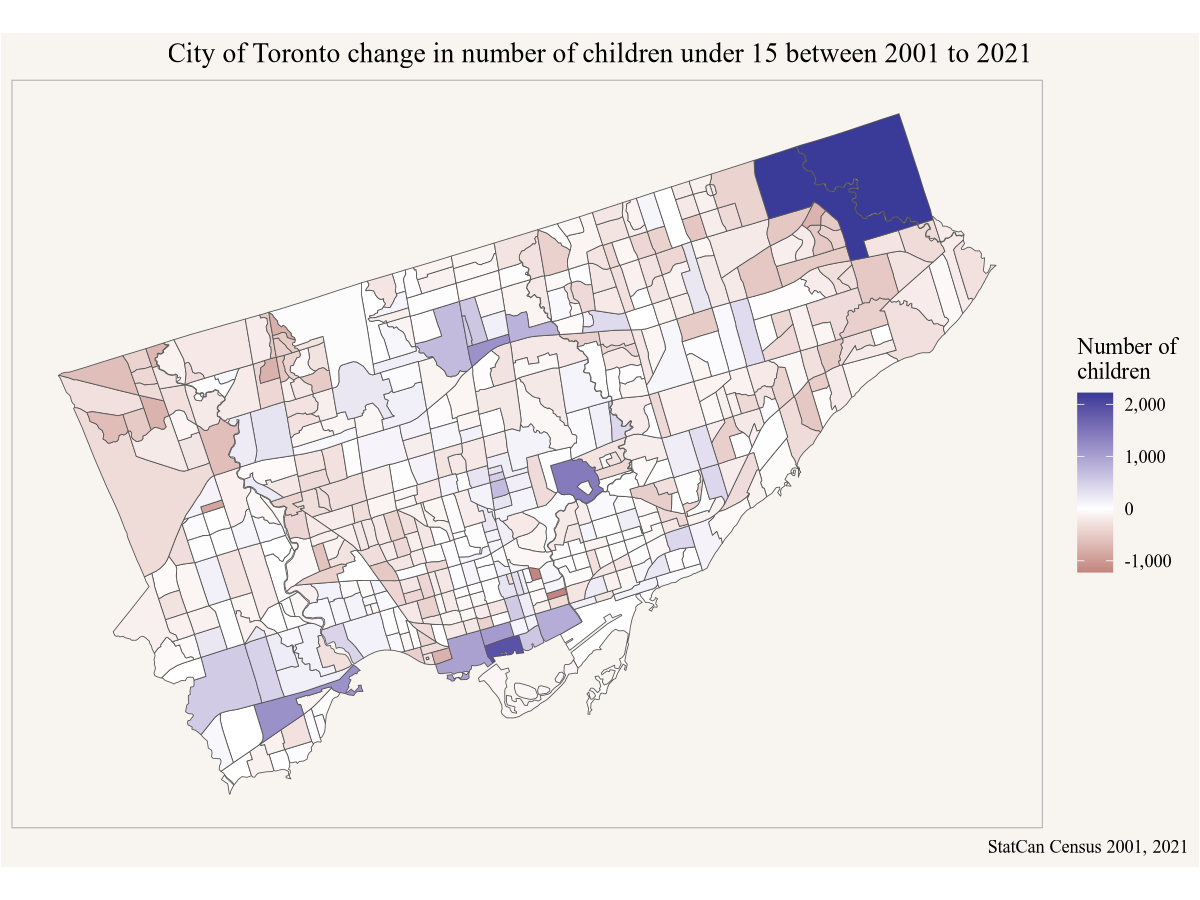 City of Toronto change in number of children under 15 between 2001 to 2021
Number of
children
2,000
1,000
0
-1,000
StatCan Census 2001, 2021